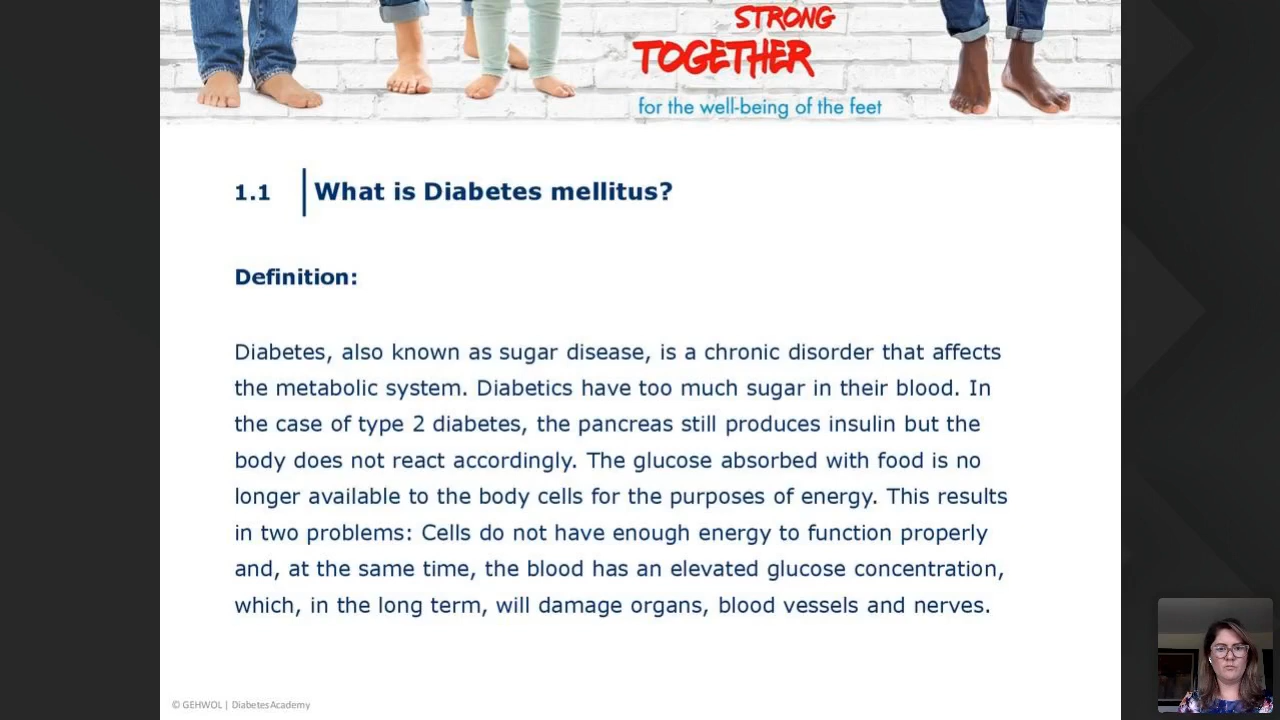 STRONG
TOGETHER
for the well-being of the feet
1.1 What is Diabetes mellitus?
Definition:
Diabetes, also known as sugar disease, is a chronic disorder that affects
the metabolic system. Diabetics have too much sugar in their blood. In
the case of type 2 diabetes, the pancreas still produces insulin but the
body does not react accordingly. The glucose absorbed with food is no
longer available to the body cells for the purposes of energy. This results
in two problems: Cells do not have enough energy to function properly
and, at the same time, the blood has an elevated glucose concentration,
which, in the long term, will damage organs, blood vessels and nerves.
© GEHWOL | Diabetes Academy